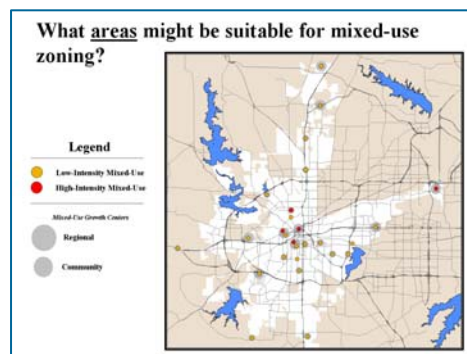 What areas might be suitable for mixed-use
zoning?
Legend
Low-Intensity Mixed-Use
High-Intensity Mixed-Use
Mixed-Use Growth Centers
Regional
Community